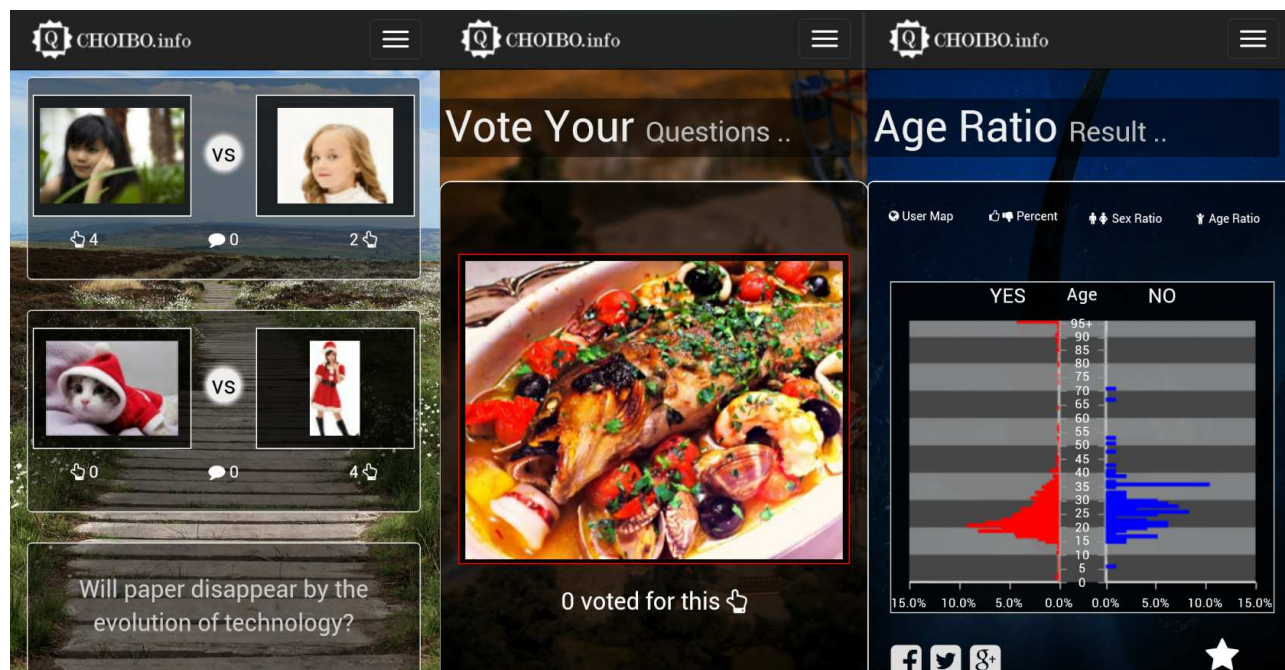 Q CHOIBO.info
VS
4
0
2
VS
0
0
4
Will paper disappear by the
evolution of technology?
Q CHOIBO.info
Vote Your Questions ..
0 voted for this
Q CHOIBO.info
Age Ratio Result ..
User Map Percent Sex Ratio Age Ratio
YES Age NO
95+
90
85
80
75
70
65
60
55
50
45
40
35
30
25
20
15
10
5
0
15.0% 10.0% 5.0% 0.0% 0.0% 5.0% 10.0% 15.0%
f g+